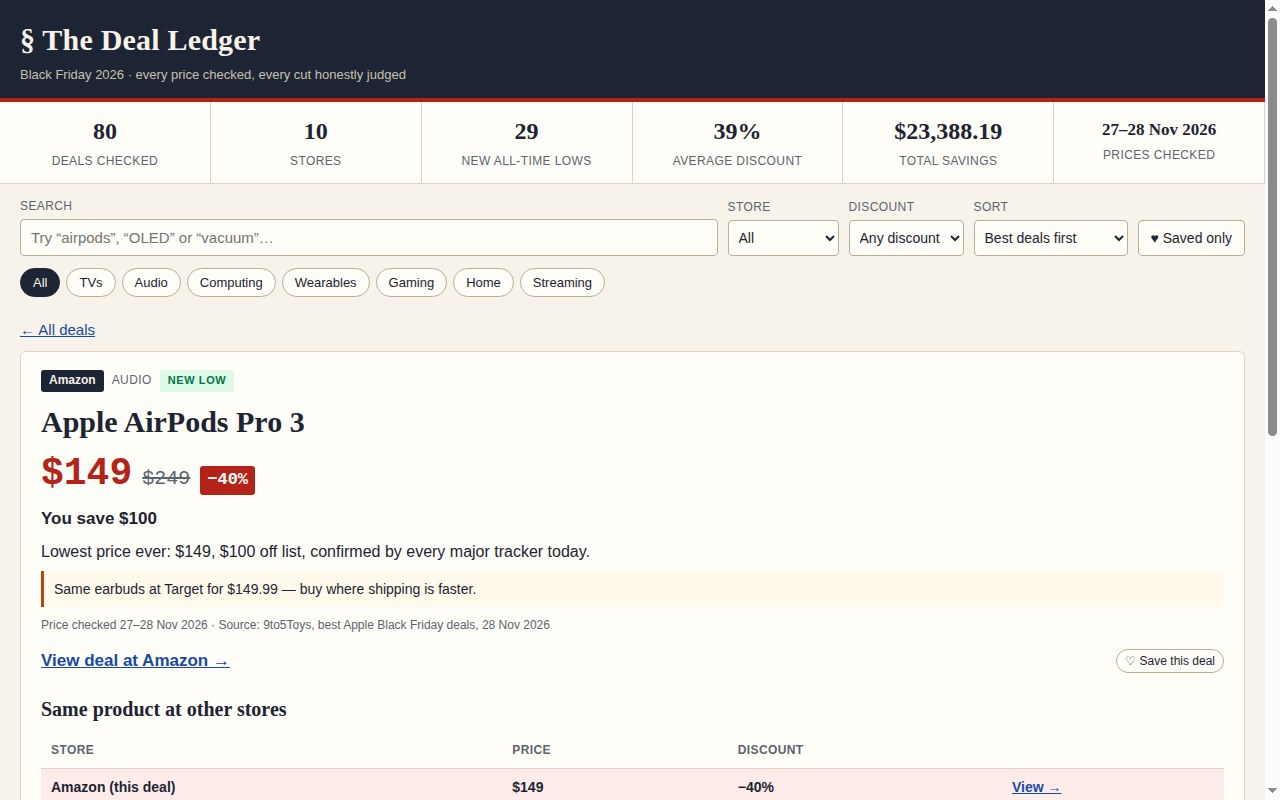 § The Deal Ledger
Black Friday 2026 · every price checked, every cut honestly judged
80
DEALS CHECKED
10
STORES
29
NEW ALL-TIME LOWS
39%
AVERAGE DISCOUNT
$23,388.19
TOTAL SAVINGS
27–28 Nov 2026
PRICES CHECKED
SEARCH
Try “airpods”, “OLED” or “vacuum”…
STORE
All
DISCOUNT
Any discount
SORT
Best deals first
♥ Saved only
All
TVs
Audio
Computing
Wearables
Gaming
Home
Streaming
← All deals
Amazon AUDIO NEW LOW
Apple AirPods Pro 3
$149 $249 −40%
You save $100
Lowest price ever: $149, $100 off list, confirmed by every major tracker today.
Same earbuds at Target for $149.99 — buy where shipping is faster.
Price checked 27–28 Nov 2026 · Source: 9to5Toys, best Apple Black Friday deals, 28 Nov 2026
View deal at Amazon →
♡ Save this deal
Same product at other stores
STORE PRICE DISCOUNT
Amazon (this deal) $149 −40% View →